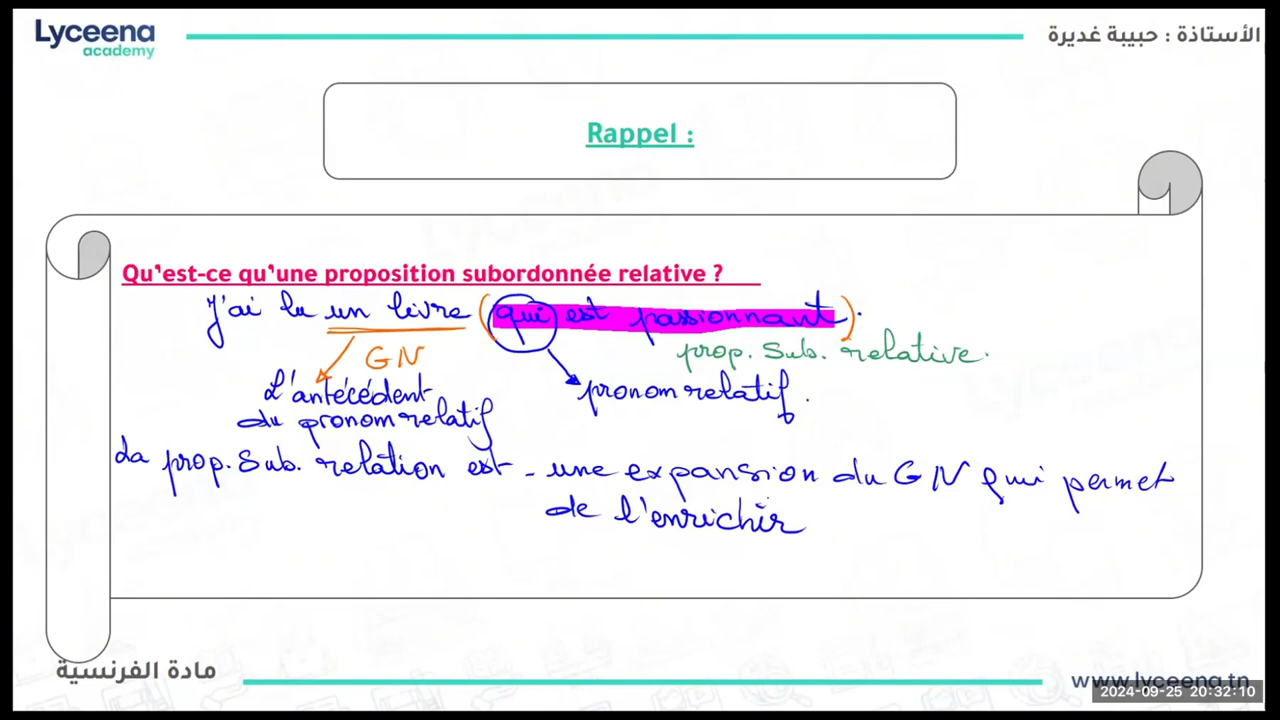 Lyceena
academy
الأستاذة : حبيبة غديرة
Rappel :
Qu'est-ce qu'une proposition subordonnée relative ?
J'ai lu un livre (qui est passionnant).
GN
prop. Sub. relative.
L'antécédent
du pronom relatif
pronom relatif.
La prop. Sub. relation est - une expansion du GN qui permet
de l'enrichir
مادة الفرنسية
www.lyceena.tn
2024-09-25 20:32:10